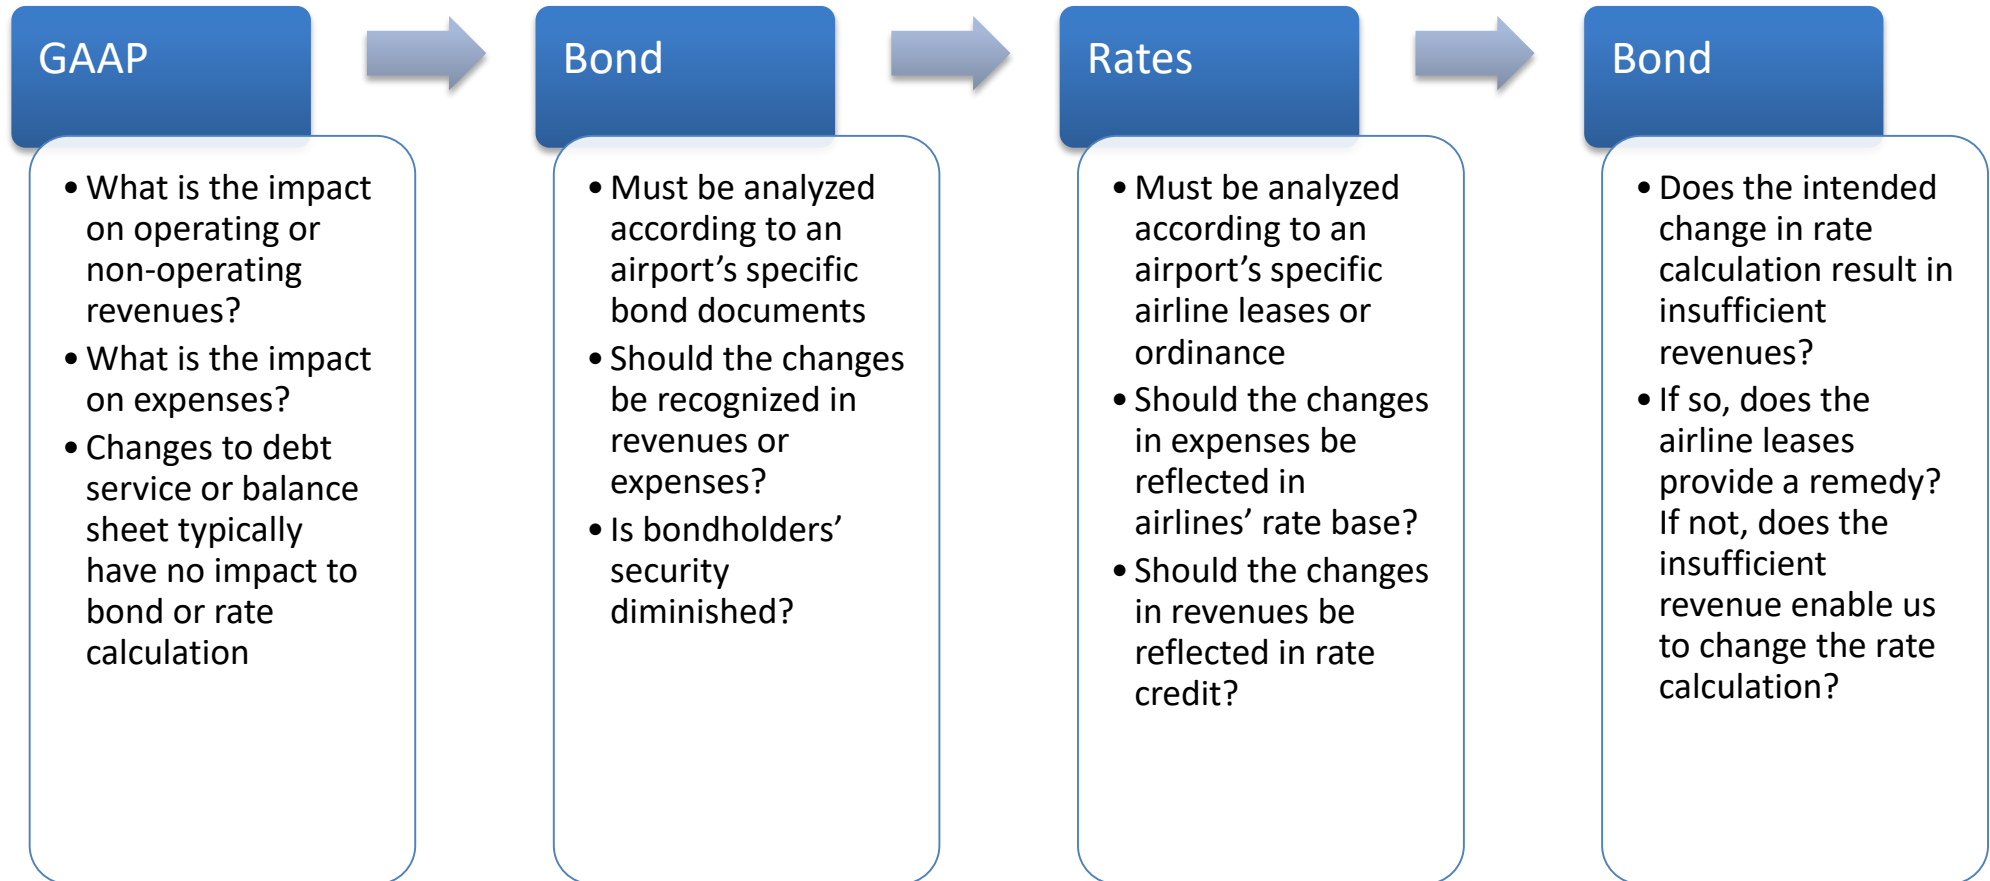 GAAP
• What is the impact
on operating or
non-operating
revenues?
• What is the impact
on expenses?
• Changes to debt
service or balance
sheet typically
have no impact to
bond or rate
calculation
Bond
• Must be analyzed
according to an
airport’s specific
bond documents
• Should the changes
be recognized in
revenues or
expenses?
• Is bondholders’
security
diminished?
Rates
• Must be analyzed
according to an
airport’s specific
airline leases or
ordinance
• Should the changes
in expenses be
reflected in
airlines’ rate base?
• Should the changes
in revenues be
reflected in rate
credit?
Bond
• Does the intended
change in rate
calculation result in
insufficient
revenues?
• If so, does the
airline leases
provide a remedy?
If not, does the
insufficient
revenue enable us
to change the rate
calculation?